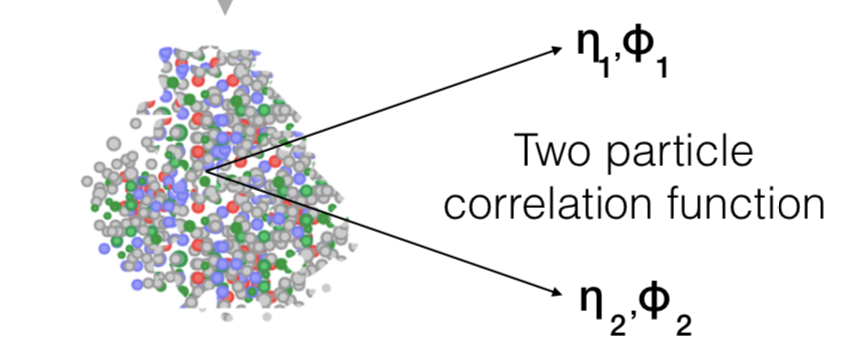 η₁,Φ₁
Two particle
correlation function
η₂,Φ₂